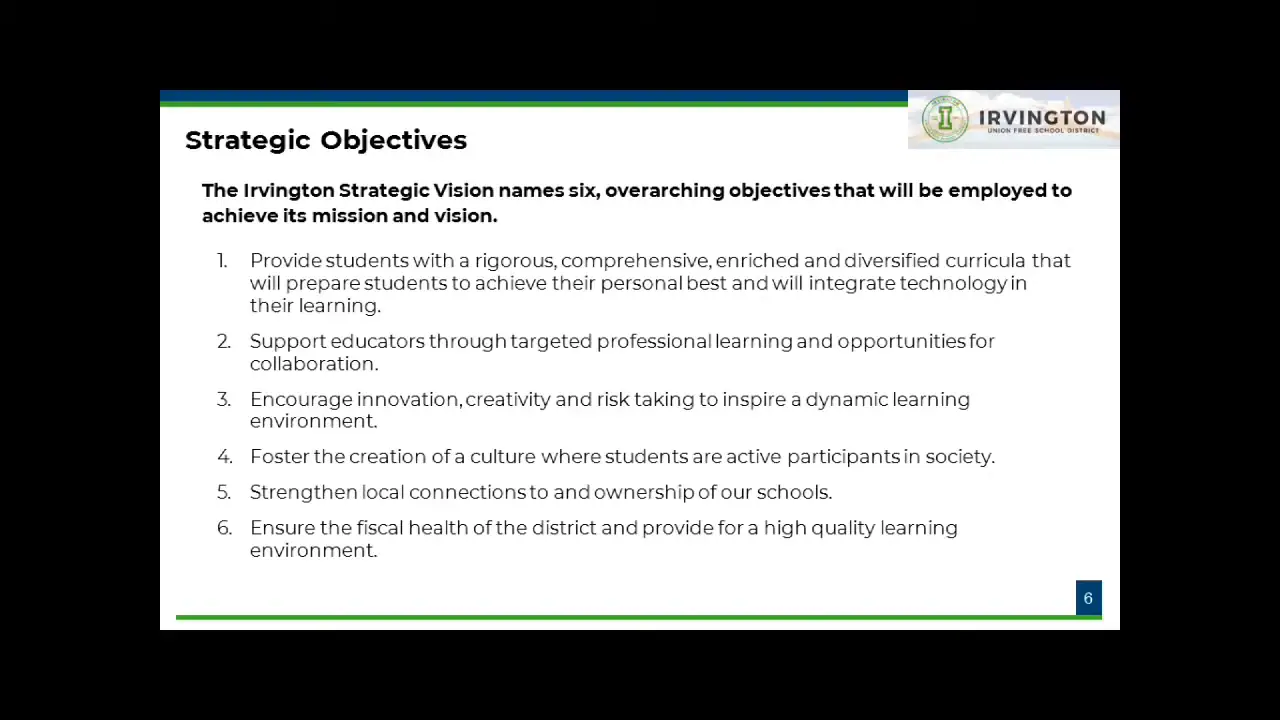 IRVINGTON
UNION FREE SCHOOL DISTRICT
Strategic Objectives
The Irvington Strategic Vision names six, overarching objectives that will be employed to
achieve its mission and vision.
1. Provide students with a rigorous, comprehensive, enriched and diversified curricula that
will prepare students to achieve their personal best and will integrate technology in
their learning.
2. Support educators through targeted professional learning and opportunities for
collaboration.
3. Encourage innovation, creativity and risk taking to inspire a dynamic learning
environment.
4. Foster the creation of a culture where students are active participants in society.
5. Strengthen local connections to and ownership of our schools.
6. Ensure the fiscal health of the district and provide for a high quality learning
environment.
6